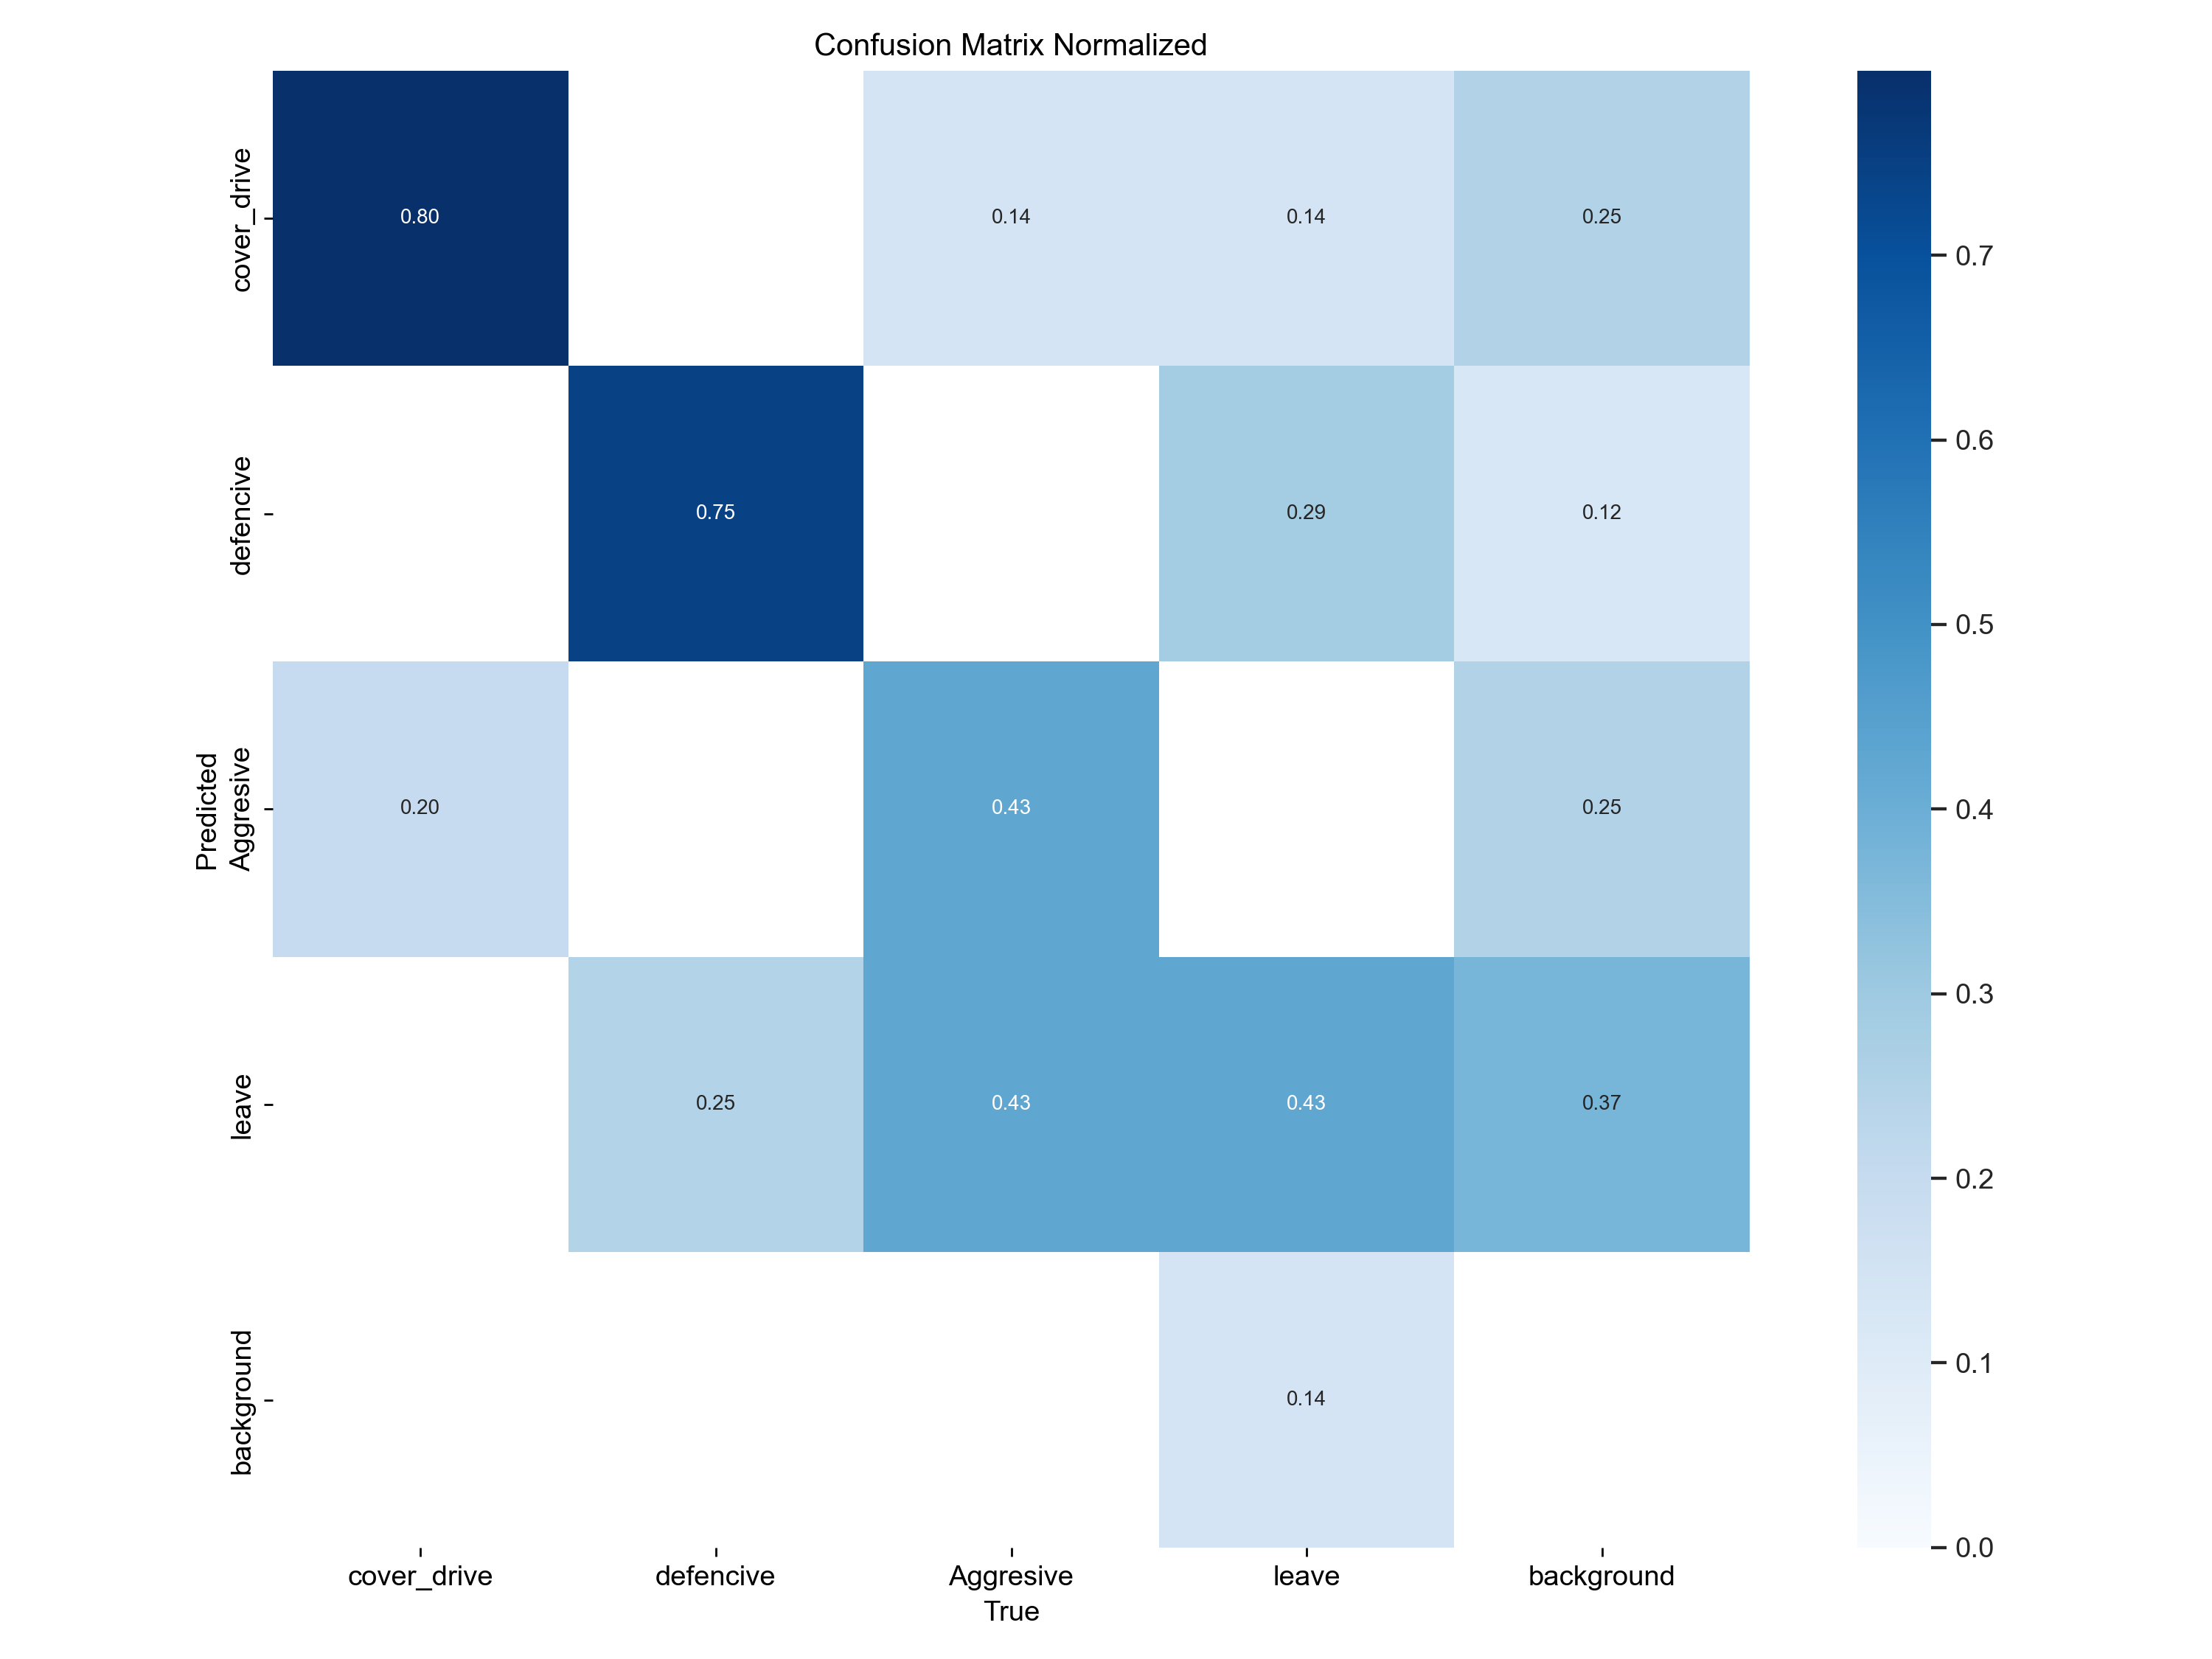 Confusion Matrix Normalized
cover_drive
0.80
0.14
0.14
0.25
defencive
0.75
0.29
0.12
Predicted
Aggresive
0.20
0.43
0.25
leave
0.25
0.43
0.43
0.37
background
0.14
cover_drive
defencive
Aggresive
leave
background
True
0.7
0.6
0.5
0.4
0.3
0.2
0.1
0.0